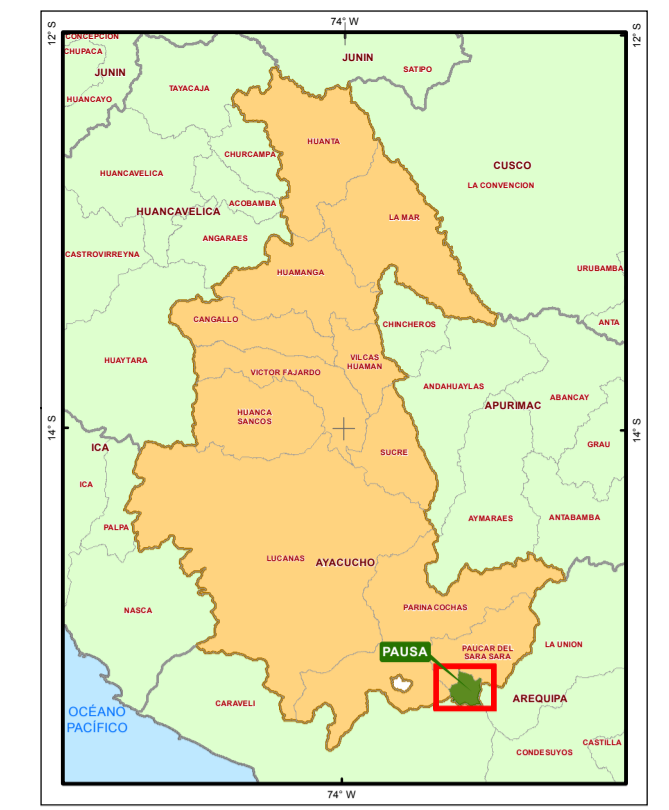 74° W
12° S
12° S
CONCEPCION
CHUPACA
JUNIN
HUANCAYO
TAYACAJA
JUNIN
SATIPO
HUANTA
CHURCAMPA
HUANCAVELICA
CUSCO
LA CONVENCION
ACOBAMBA
HUANCAVELICA
LA MAR
ANGARAES
CASTROVIRREYNA
URUBAMBA
HUAMANGA
CANGALLO
CHINCHEROS
ANTA
HUAYTARA
VILCAS
HUAMAN
VICTOR FAJARDO
ANDAHUAYLAS
ABANCAY
APURIMAC
HUANCA
SANCOS
14° S
14° S
GRAU
ICA
SUCRE
ICA
PALPA
AYMARAES
ANTABAMBA
LUCANAS
AYACUCHO
NASCA
PARINA COCHAS
PAUSA
PAUCAR DEL
SARA SARA
LA UNION
CARAVELI
AREQUIPA
OCÉANO
PACÍFICO
CONDESUYOS
CASTILLA
74° W